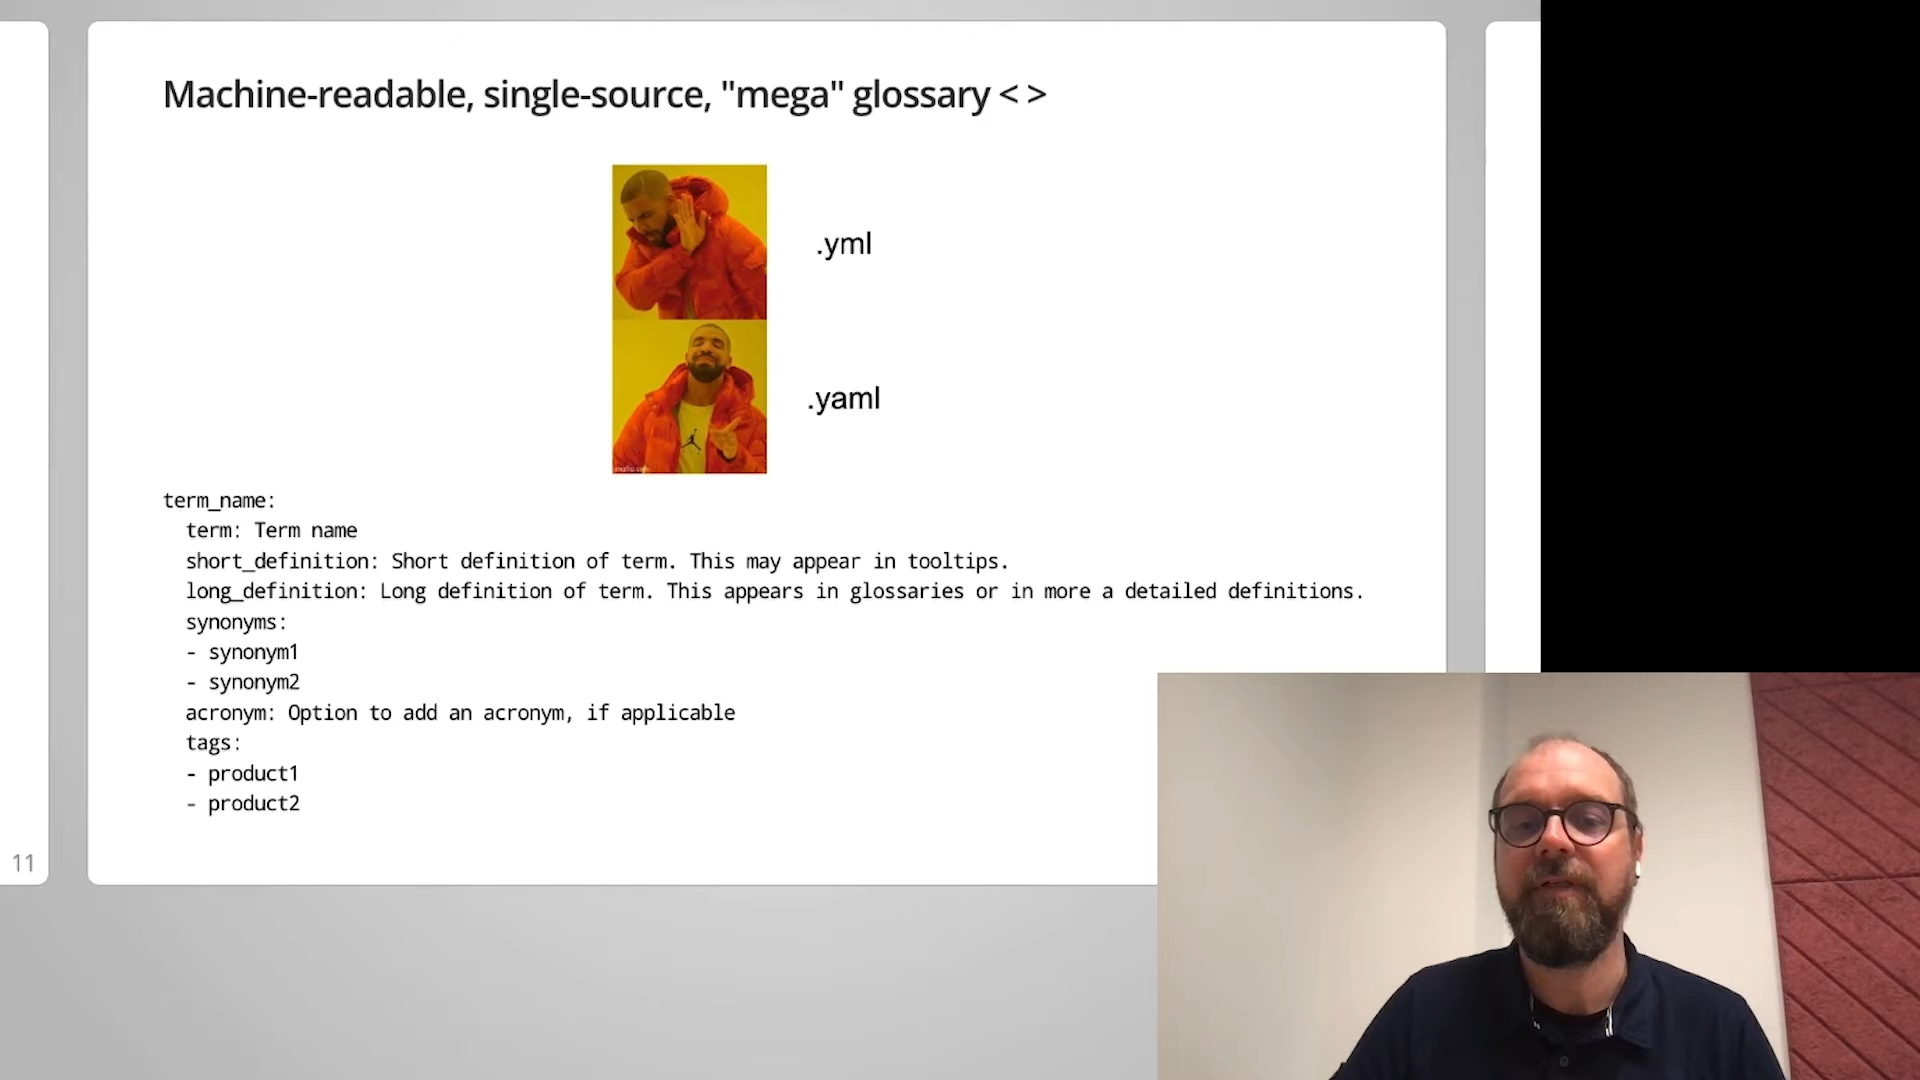 Machine-readable, single-source, "mega" glossary < >
.yml
.yaml
term_name:
term: Term name
short_definition: Short definition of term. This may appear in tooltips.
long_definition: Long definition of term. This appears in glossaries or in more a detailed definitions.
synonyms:
- synonym1
- synonym2
acronym: Option to add an acronym, if applicable
tags:
- product1
- product2
11